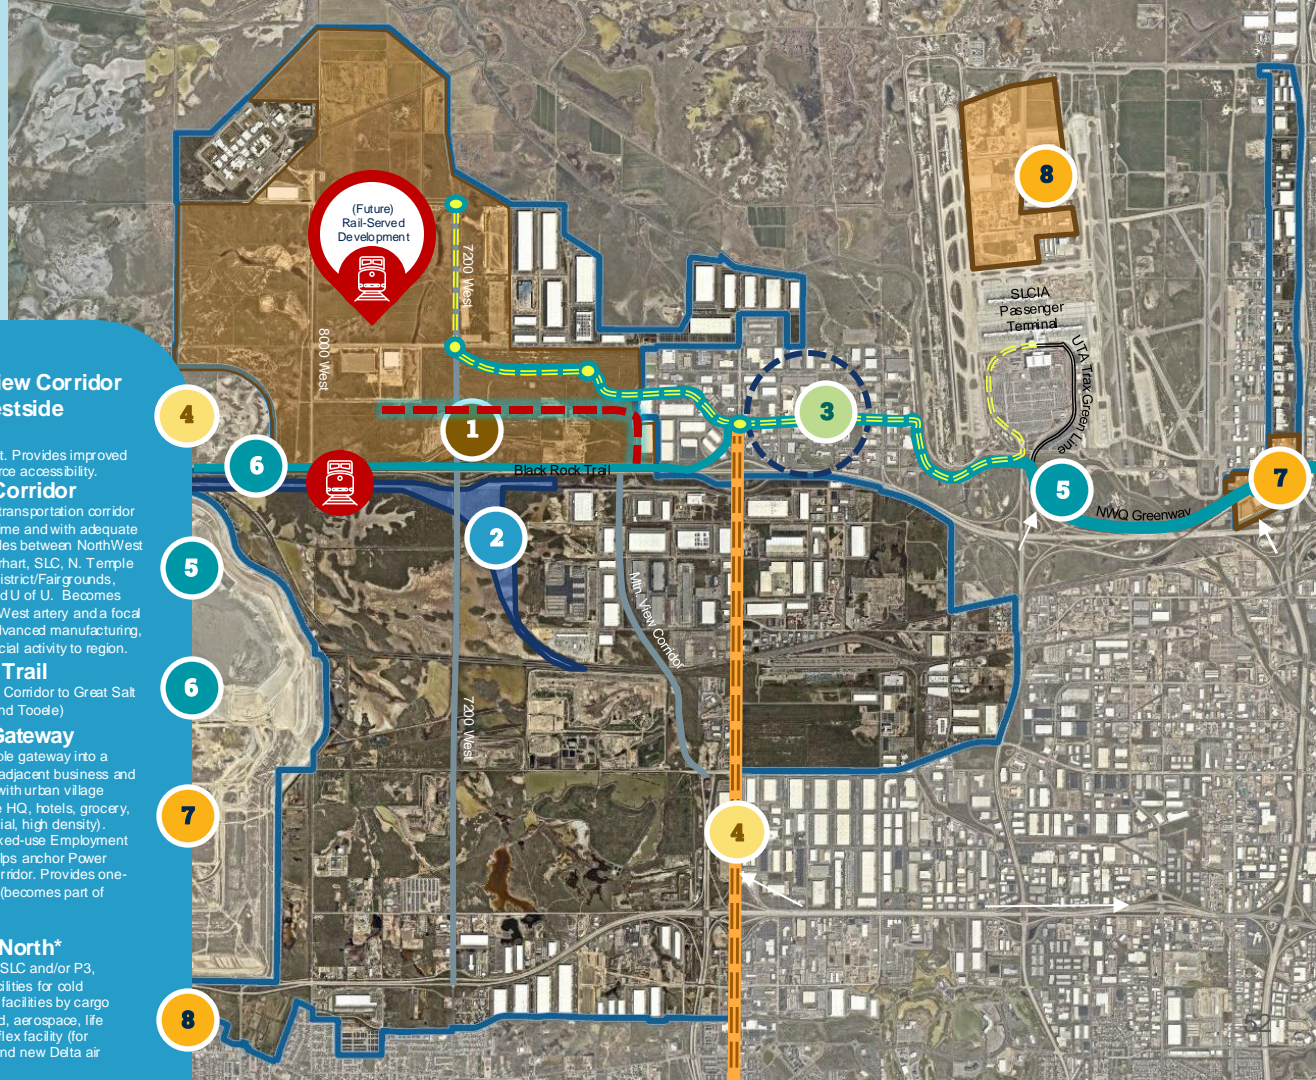 iew Corridor
estside
4
t. Provides improved
rce accessibility.
Corridor
transportation corridor
me and with adequate
les between NorthWest
rhart, SLC, N. Temple
istrict/Fairgrounds,
d U of U. Becomes
West artery and a focal
dvanced manufacturing,
cial activity to region.
5
Trail
Corridor to Great Salt
nd Tooele)
6
Gateway
ole gateway into a
adjacent business and
with urban village
e HQ, hotels, grocery,
ial, high density).
xed-use Employment
lps anchor Power
rridor. Provides one-
(becomes part of
7
North*
SLC and/or P3,
cilities for cold
facilities by cargo
d, aerospace, life
flex facility (for
nd new Delta air
8
(Future)
Rail-Served
Development
7200 West
8000 West
1
6
Black Rock Trail
2
Mtn. View Corridor
7200 West
3
4
8
SLCIA
Passenger
Terminal
UTA Trax Green Line
5
NWQ Greenway
7
52